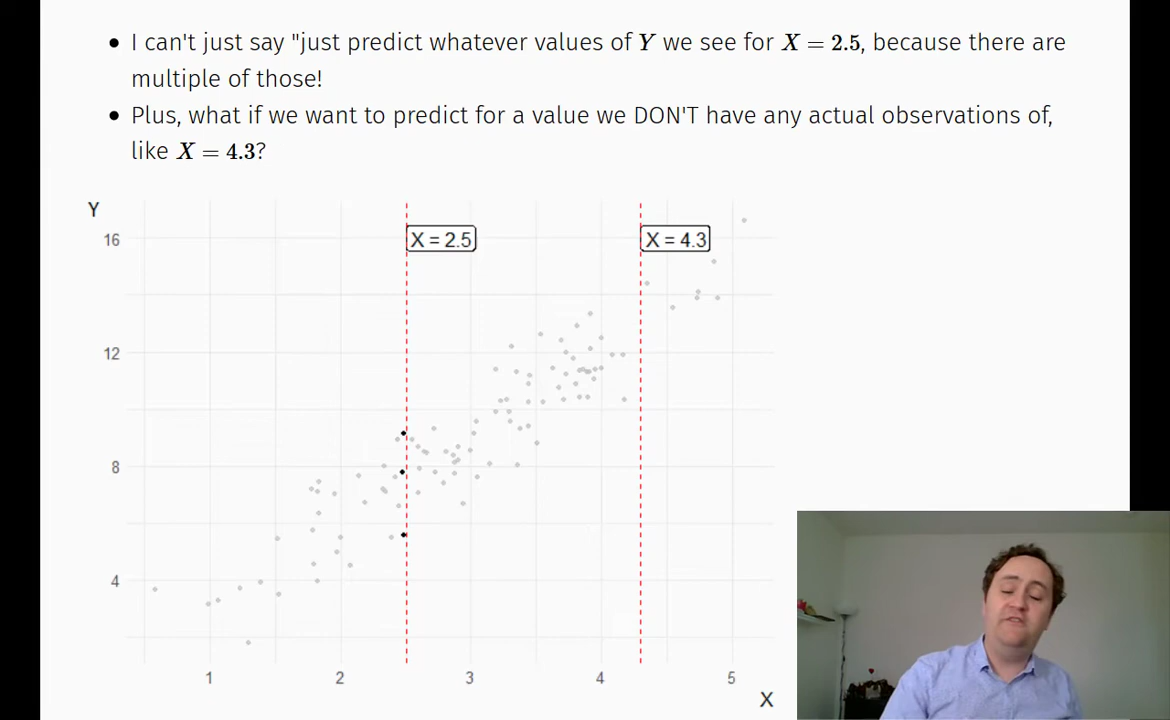 I can't just say "just predict whatever values of Y we see for X = 2.5, because there are
multiple of those!
Plus, what if we want to predict for a value we DON'T have any actual observations of,
like X = 4.3?
Y
16
X = 2.5
X = 4.3
12
8
4
1
2
3
4
5
X